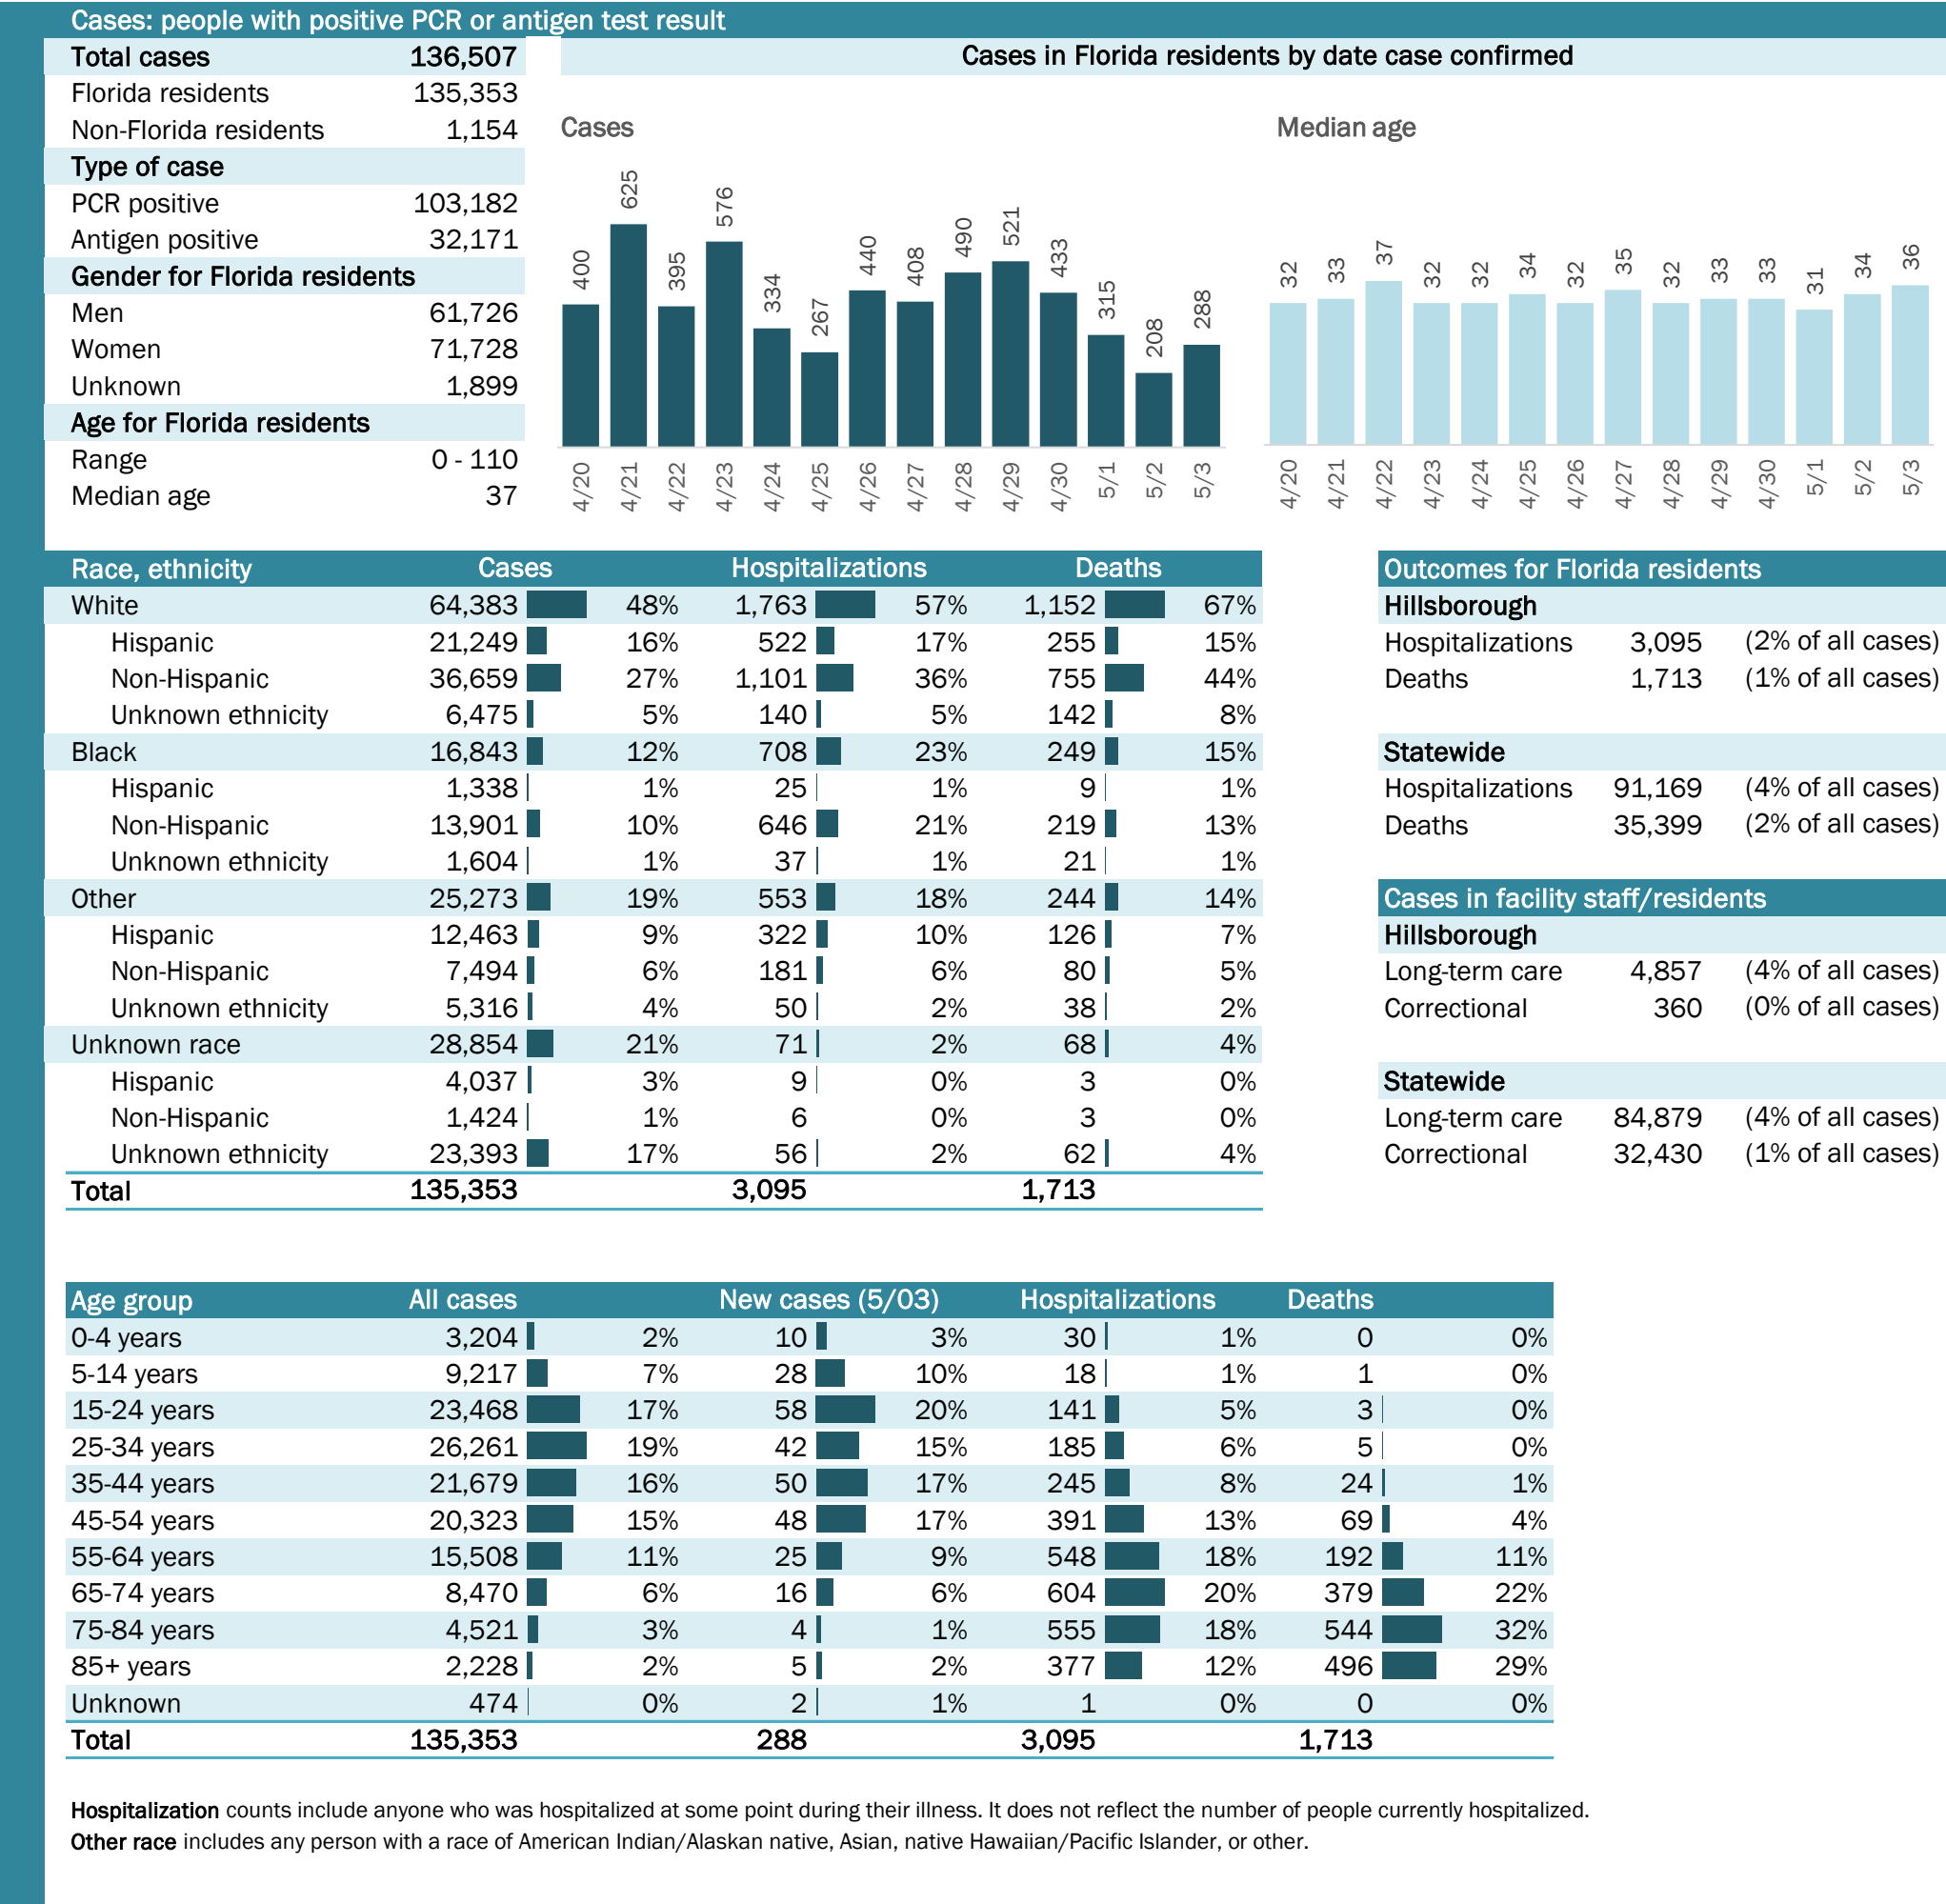 Cases: people with positive PCR or antigen test result
Total cases 136,507
Florida residents 135,353
Non-Florida residents 1,154
Type of case
PCR positive 103,182
Antigen positive 32,171
Gender for Florida residents
Men 61,726
Women 71,728
Unknown 1,899
Age for Florida residents
Range 0 - 110
Median age 37
Cases in Florida residents by date case confirmed
Cases
400 625 395 576 334 267 440 408 490 521 433 315 208 288
4/20 4/21 4/22 4/23 4/24 4/25 4/26 4/27 4/28 4/29 4/30 5/1 5/2 5/3
Median age
32 33 37 32 32 34 32 35 32 33 33 31 34 36
4/20 4/21 4/22 4/23 4/24 4/25 4/26 4/27 4/28 4/29 4/30 5/1 5/2 5/3
Race, ethnicity Cases Hospitalizations Deaths
White 64,383 48% 1,763 57% 1,152 67%
Hispanic 21,249 16% 522 17% 255 15%
Non-Hispanic 36,659 27% 1,101 36% 755 44%
Unknown ethnicity 6,475 5% 140 5% 142 8%
Black 16,843 12% 708 23% 249 15%
Hispanic 1,338 1% 25 1% 9 1%
Non-Hispanic 13,901 10% 646 21% 219 13%
Unknown ethnicity 1,604 1% 37 1% 21 1%
Other 25,273 19% 553 18% 244 14%
Hispanic 12,463 9% 322 10% 126 7%
Non-Hispanic 7,494 6% 181 6% 80 5%
Unknown ethnicity 5,316 4% 50 2% 38 2%
Unknown race 28,854 21% 71 2% 68 4%
Hispanic 4,037 3% 9 0% 3 0%
Non-Hispanic 1,424 1% 6 0% 3 0%
Unknown ethnicity 23,393 17% 56 2% 62 4%
Total 135,353 3,095 1,713
Outcomes for Florida residents
Hillsborough
Hospitalizations 3,095 (2% of all cases)
Deaths 1,713 (1% of all cases)
Statewide
Hospitalizations 91,169 (4% of all cases)
Deaths 35,399 (2% of all cases)
Cases in facility staff/residents
Hillsborough
Long-term care 4,857 (4% of all cases)
Correctional 360 (0% of all cases)
Statewide
Long-term care 84,879 (4% of all cases)
Correctional 32,430 (1% of all cases)
Age group All cases New cases (5/03) Hospitalizations Deaths
0-4 years 3,204 2% 10 3% 30 1% 0 0%
5-14 years 9,217 7% 28 10% 18 1% 1 0%
15-24 years 23,468 17% 58 20% 141 5% 3 0%
25-34 years 26,261 19% 42 15% 185 6% 5 0%
35-44 years 21,679 16% 50 17% 245 8% 24 1%
45-54 years 20,323 15% 48 17% 391 13% 69 4%
55-64 years 15,508 11% 25 9% 548 18% 192 11%
65-74 years 8,470 6% 16 6% 604 20% 379 22%
75-84 years 4,521 3% 4 1% 555 18% 544 32%
85+ years 2,228 2% 5 2% 377 12% 496 29%
Unknown 474 0% 2 1% 1 0% 0 0%
Total 135,353 288 3,095 1,713
Hospitalization counts include anyone who was hospitalized at some point during their illness. It does not reflect the number of people currently hospitalized.
Other race includes any person with a race of American Indian/Alaskan native, Asian, native Hawaiian/Pacific Islander, or other.